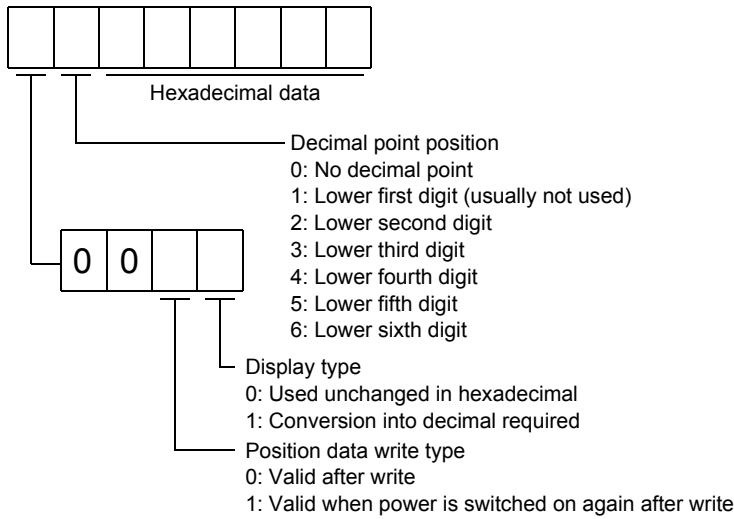 Hexadecimal data
Decimal point position
0: No decimal point
1: Lower first digit (usually not used)
2: Lower second digit
3: Lower third digit
4: Lower fourth digit
5: Lower fifth digit
6: Lower sixth digit
0 0
Display type
0: Used unchanged in hexadecimal
1: Conversion into decimal required
Position data write type
0: Valid after write
1: Valid when power is switched on again after write